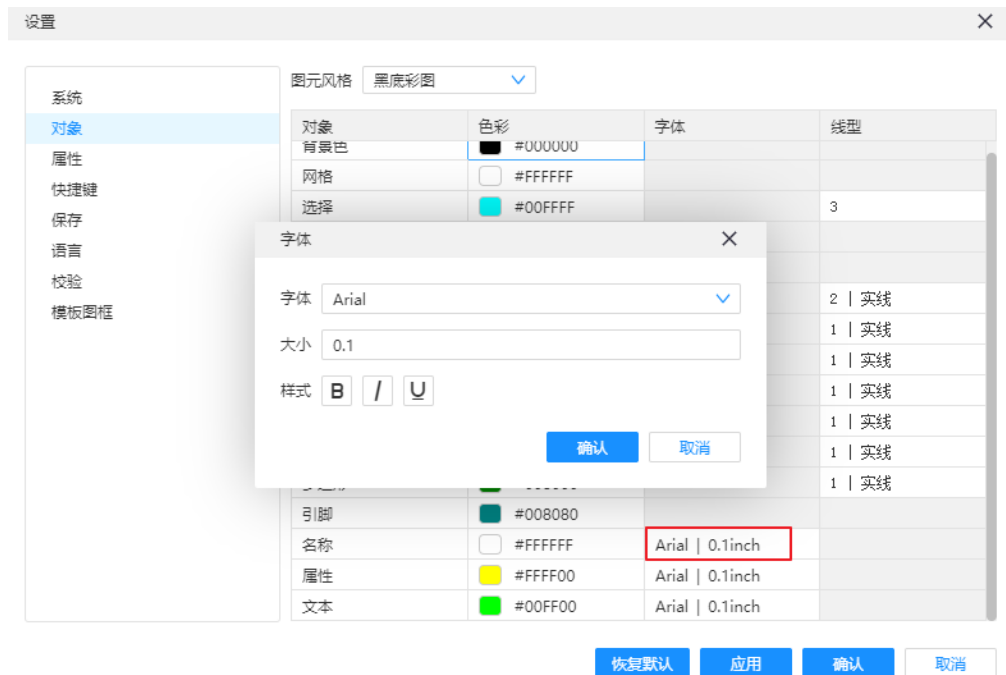 设置
系统
对象
属性
快捷键
保存
语言
校验
模板图框
图元风格 黑底彩图
对象 色彩 字体 线型
背景色 #000000
网格 #FFFFFF
选择 #00FFFF 3
字体
字体 Arial
大小 0.1
样式 B I U
确认 取消
2 | 实线
1 | 实线
1 | 实线
1 | 实线
1 | 实线
1 | 实线
1 | 实线
引脚 #008080
名称 #FFFFFF Arial | 0.1inch
属性 #FFFF00 Arial | 0.1inch
文本 #00FF00 Arial | 0.1inch
恢复默认 应用 确认 取消